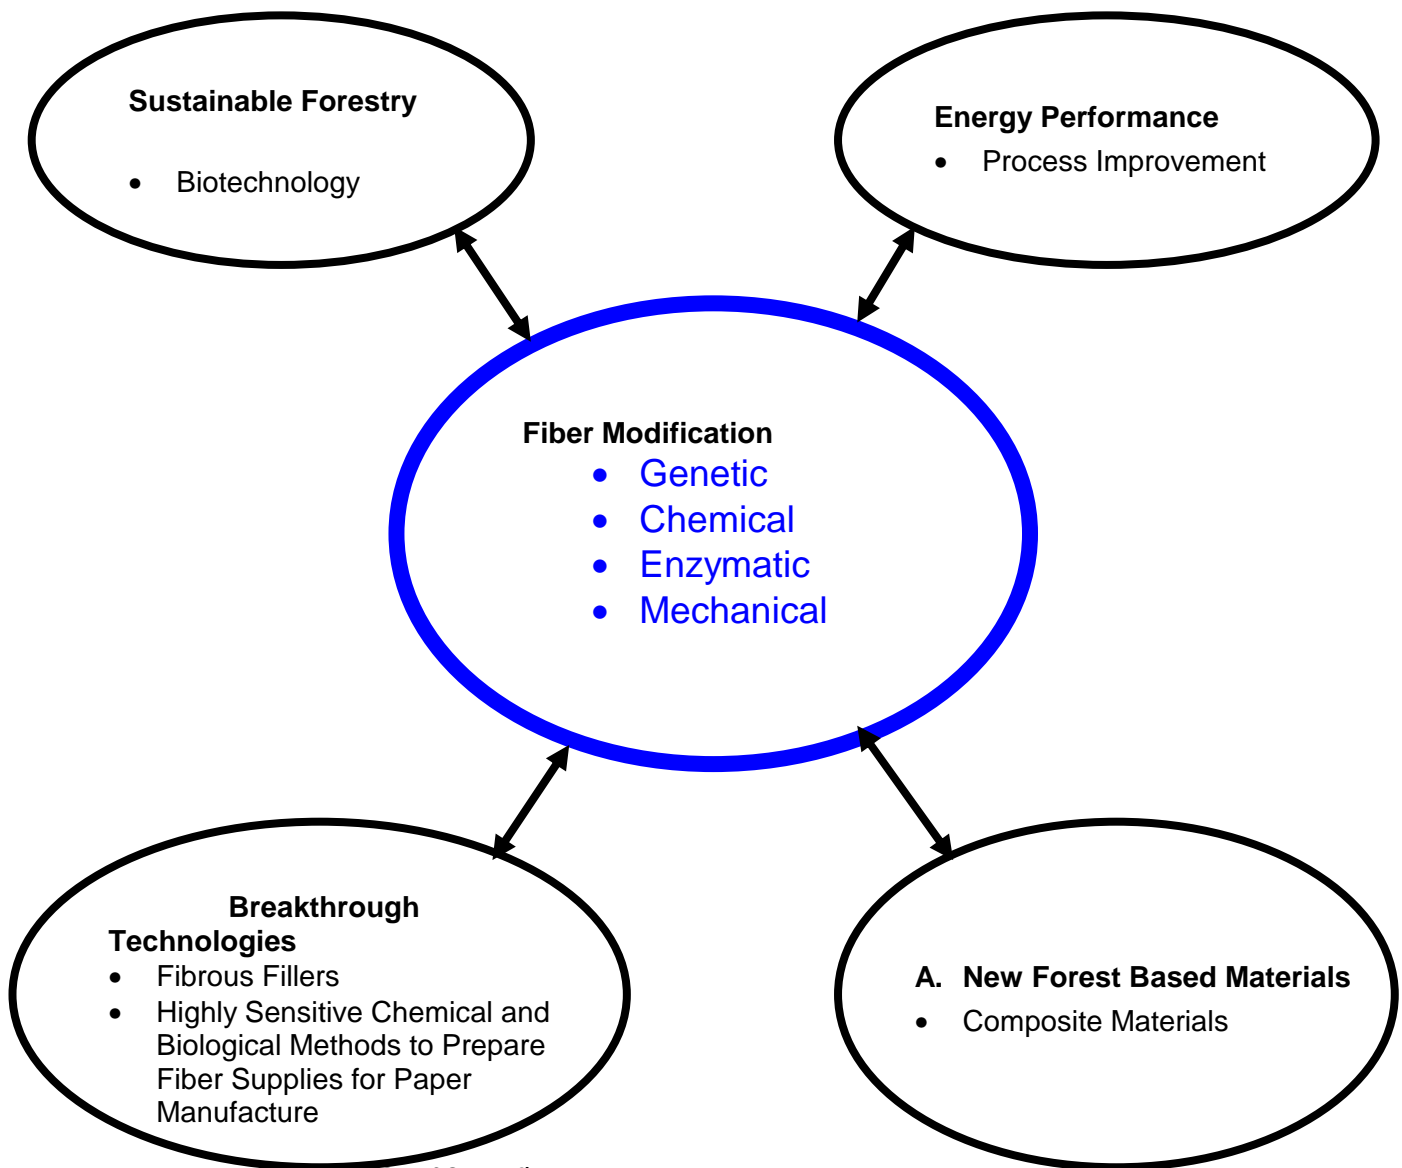 Sustainable Forestry
• Biotechnology
Energy Performance
• Process Improvement
Fiber Modification
• Genetic
• Chemical
• Enzymatic
• Mechanical
Breakthrough
Technologies
• Fibrous Fillers
• Highly Sensitive Chemical and
Biological Methods to Prepare
Fiber Supplies for Paper
Manufacture
A. New Forest Based Materials
• Composite Materials